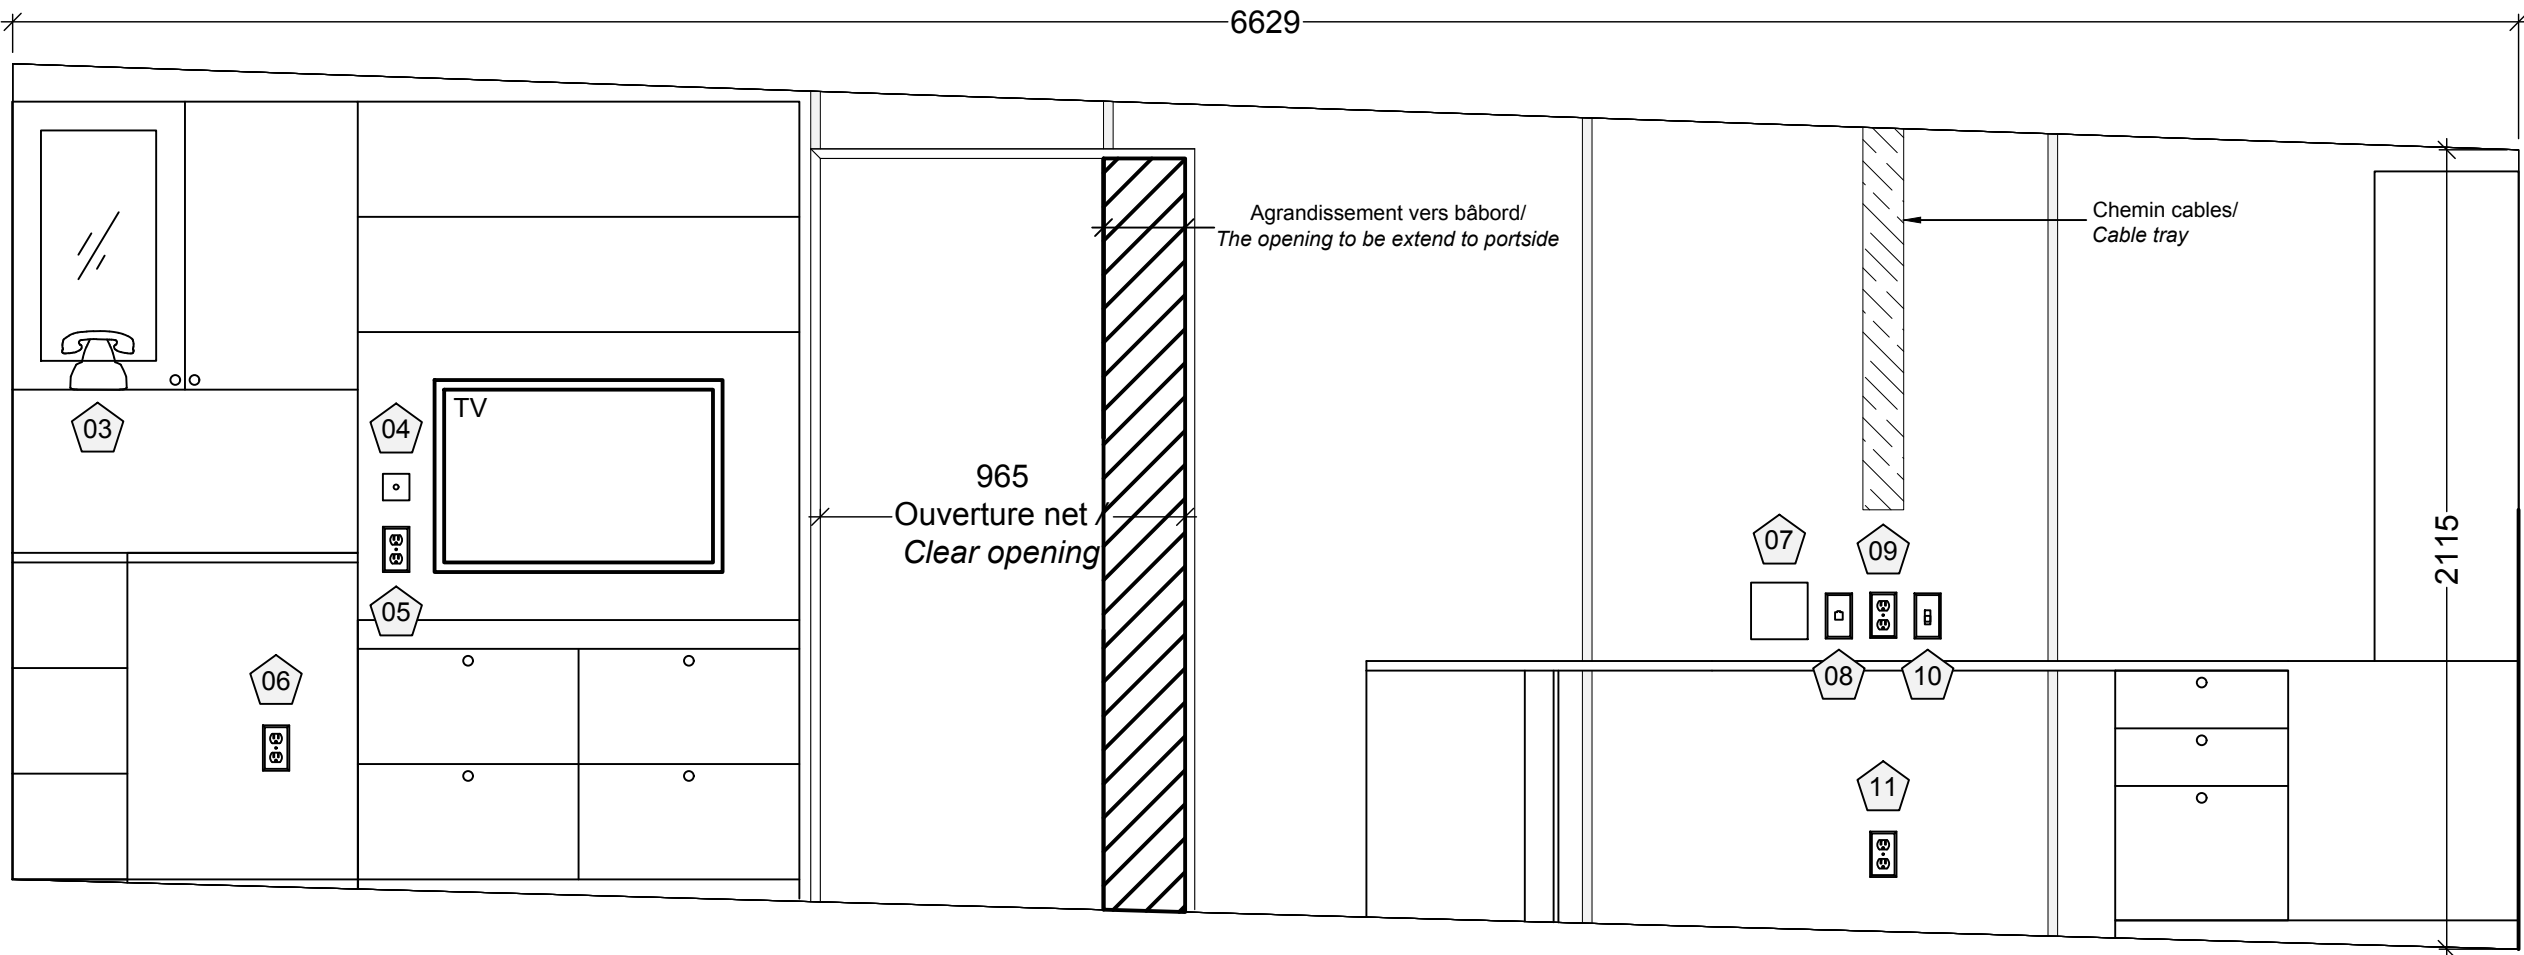 6629
Agrandissement vers bâbord/
The opening to be extend to portside
Chemin cables/
Cable tray
TV
03
04
965
Ouverture net /
Clear opening
2115
07
09
05
06
08
10
11